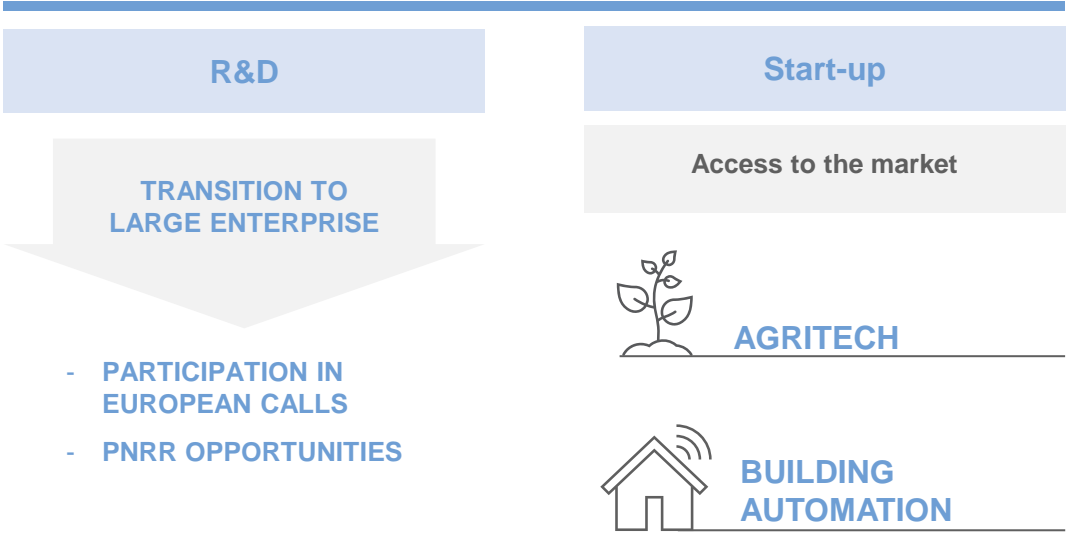 R&D
TRANSITION TO
LARGE ENTERPRISE
- PARTICIPATION IN
EUROPEAN CALLS
- PNRR OPPORTUNITIES
Start-up
Access to the market
AGRITECH
BUILDING
AUTOMATION